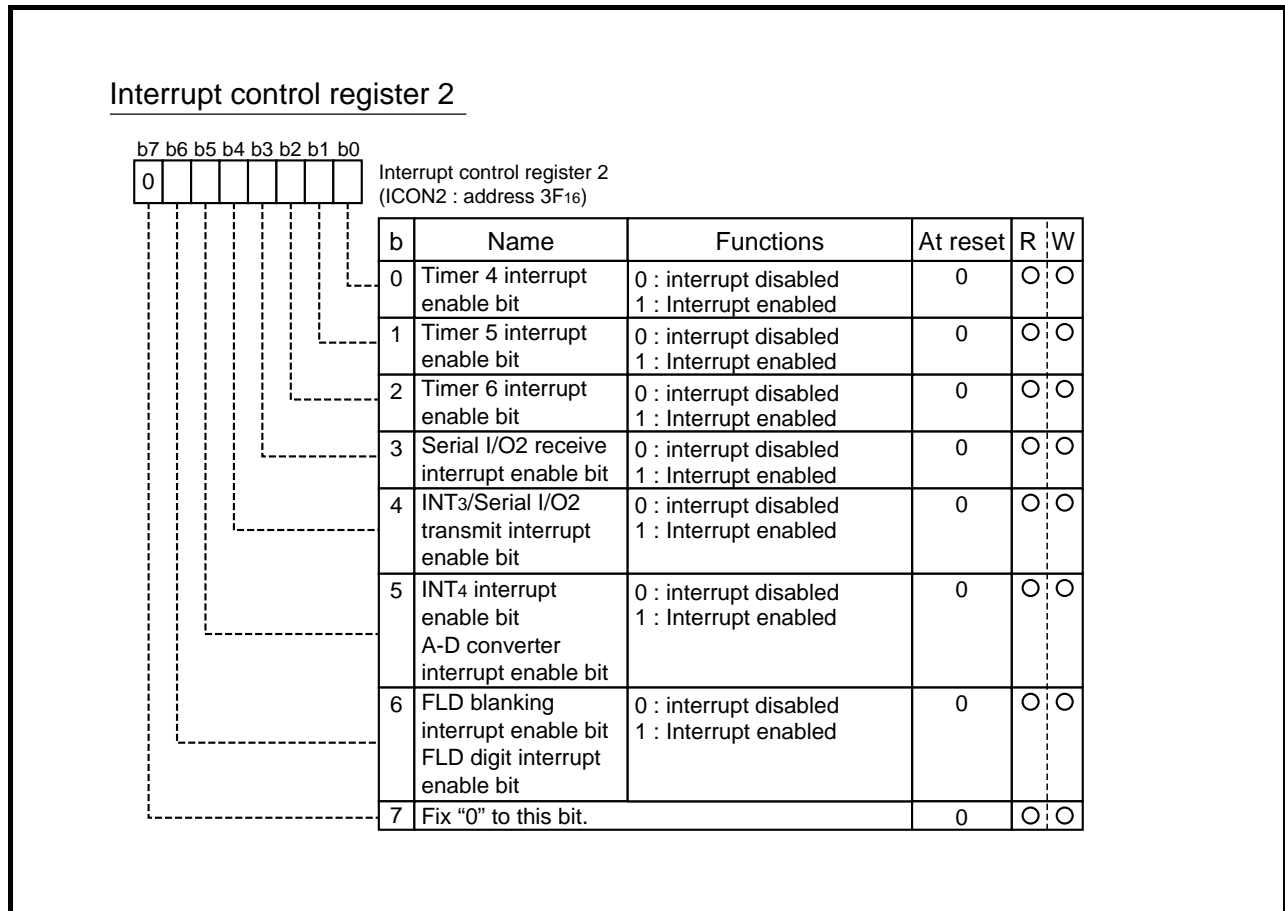 Interrupt control register 2
b7 b6 b5 b4 b3 b2 b1 b0
0
Interrupt control register 2
(ICON2 : address 3F16)
b Name Functions At reset R W
0 Timer 4 interrupt 0 : interrupt disabled 0
enable bit 1 : Interrupt enabled
1 Timer 5 interrupt 0 : interrupt disabled 0
enable bit 1 : Interrupt enabled
2 Timer 6 interrupt 0 : interrupt disabled 0
enable bit 1 : Interrupt enabled
3 Serial I/O2 receive 0 : interrupt disabled 0
interrupt enable bit 1 : Interrupt enabled
4 INT3/Serial I/O2 0 : interrupt disabled 0
transmit interrupt 1 : Interrupt enabled
enable bit
5 INT4 interrupt 0 : interrupt disabled 0
enable bit 1 : Interrupt enabled
A-D converter
interrupt enable bit
6 FLD blanking 0 : interrupt disabled 0
interrupt enable bit 1 : Interrupt enabled
FLD digit interrupt
enable bit
7 Fix “0” to this bit. 0